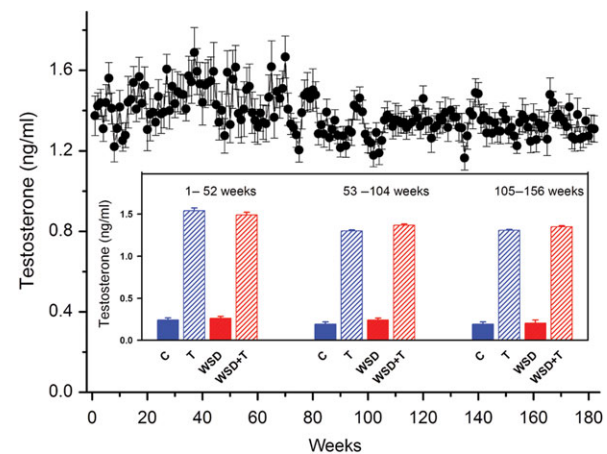 1.6
1.2
0.8
0.4
0.0
Testosterone (ng/ml)
1– 52 weeks
53 –104 weeks
105–156 weeks
1.5
1.0
0.5
0.0
Testosterone (ng/ml)
C
T
WSD
WSD+T
C
T
WSD
WSD+T
C
T
WSD
WSD+T
0 20 40 60 80 100 120 140 160 180
Weeks